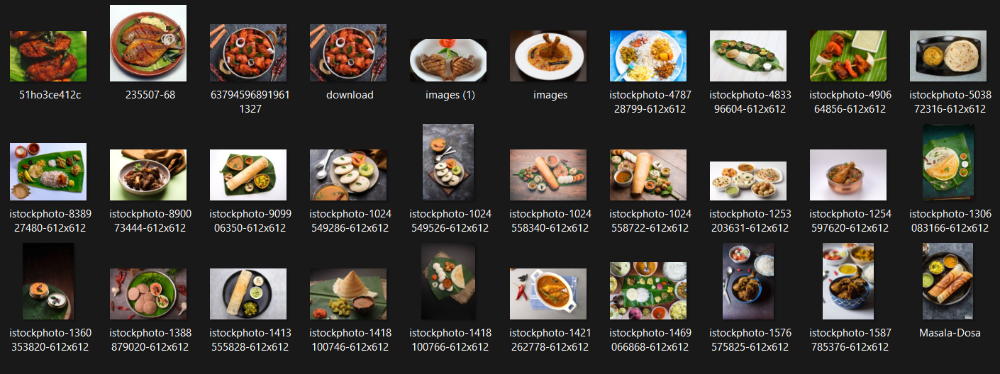 51ho3ce412c
235507-68
63794596891961
1327
download
images (1)
images
istockphoto-4787
28799-612x612
istockphoto-4833
96604-612x612
istockphoto-4906
64856-612x612
istockphoto-5038
72316-612x612
istockphoto-8389
27480-612x612
istockphoto-8900
73444-612x612
istockphoto-9099
06350-612x612
istockphoto-1024
549286-612x612
istockphoto-1024
549526-612x612
istockphoto-1024
558340-612x612
istockphoto-1024
558722-612x612
istockphoto-1253
203631-612x612
istockphoto-1254
597620-612x612
istockphoto-1306
083166-612x612
istockphoto-1360
353820-612x612
istockphoto-1388
879020-612x612
istockphoto-1413
555828-612x612
istockphoto-1418
100746-612x612
istockphoto-1418
100766-612x612
istockphoto-1421
262778-612x612
istockphoto-1469
066868-612x612
istockphoto-1576
575825-612x612
istockphoto-1587
785376-612x612
Masala-Dosa